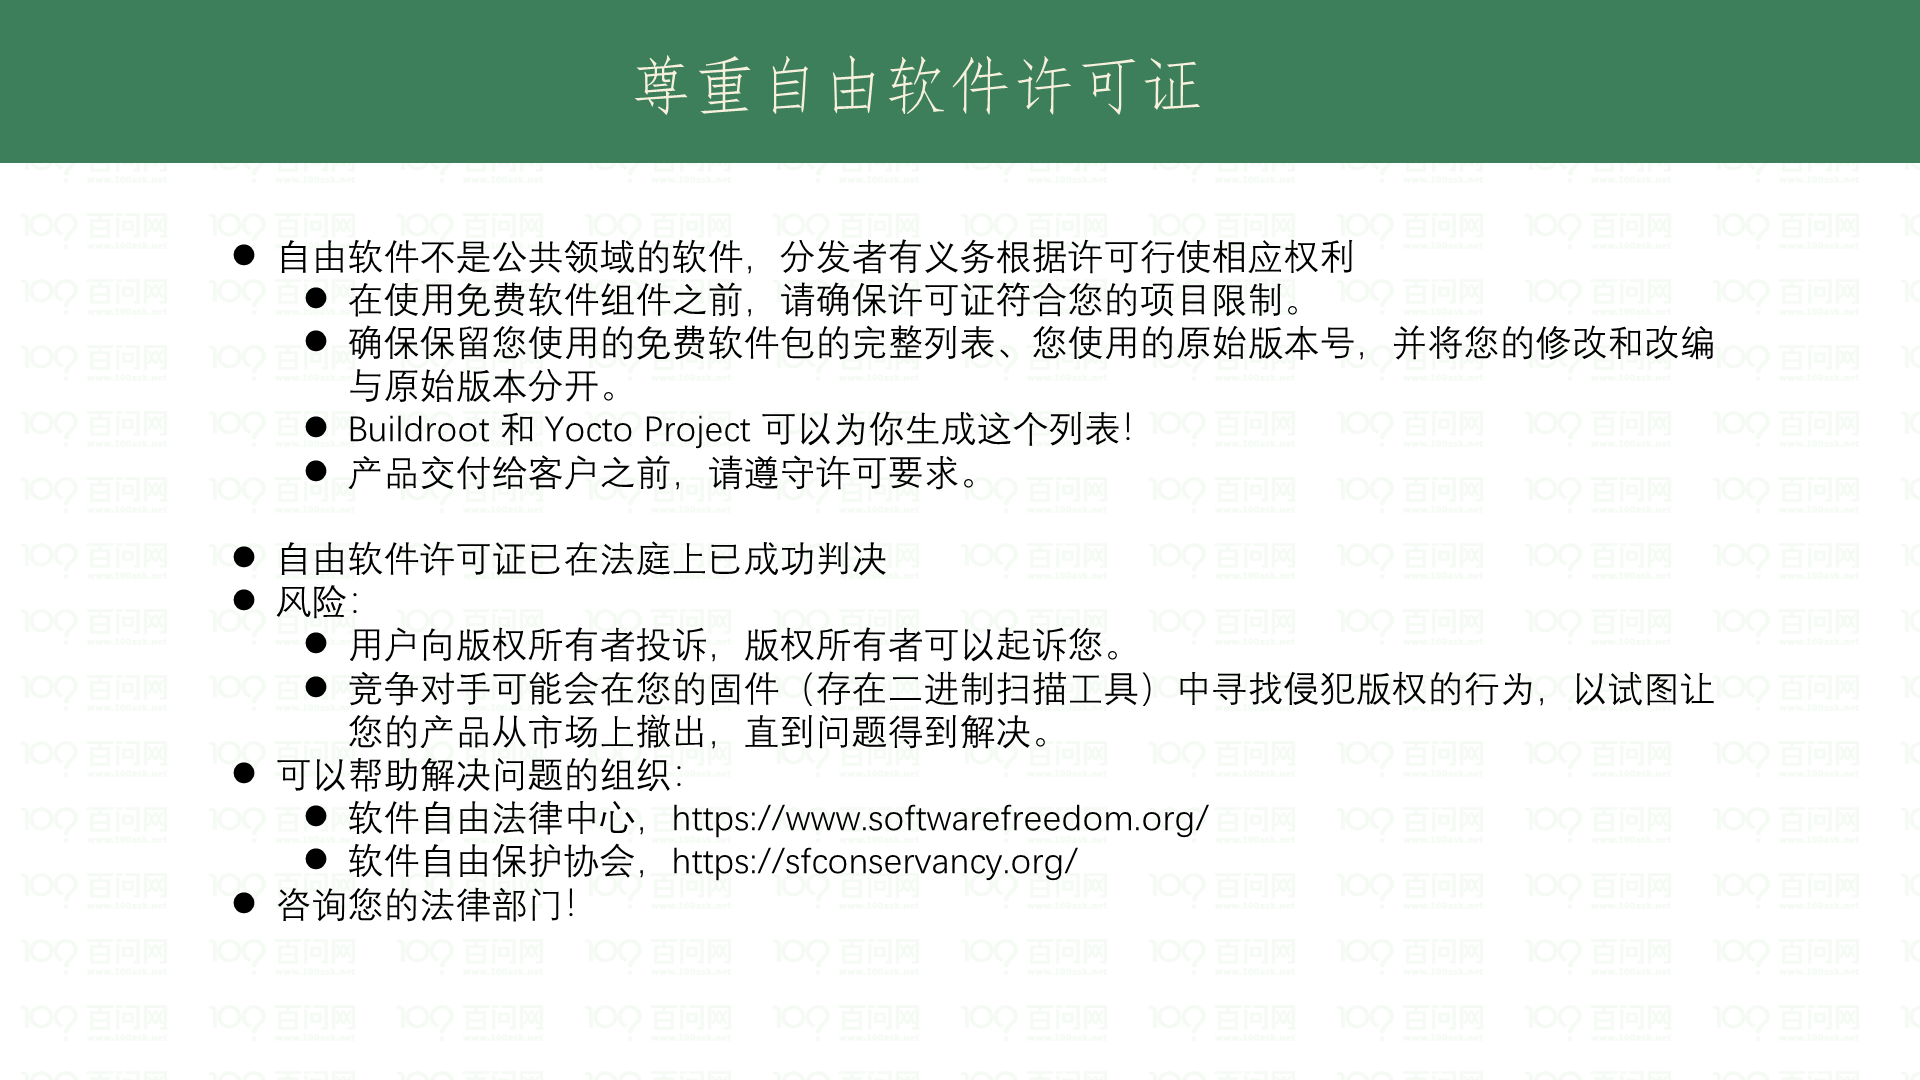 尊重自由软件许可证
● 自由软件不是公共领域的软件，分发者有义务根据许可行使相应权利
● 在使用免费软件组件之前，请确保许可证符合您的项目限制。
● 确保保留您使用的免费软件包的完整列表、您使用的原始版本号，并将您的修改和改编
与原始版本分开。
● Buildroot 和 Yocto Project 可以为你生成这个列表！
● 产品交付给客户之前，请遵守许可要求。
● 自由软件许可证已在法庭上已成功判决
● 风险：
● 用户向版权所有者投诉，版权所有者可以起诉您。
● 竞争对手可能会在您的固件（存在二进制扫描工具）中寻找侵犯版权的行为，以试图让
您的产品从市场上撤出，直到问题得到解决。
● 可以帮助解决问题的组织：
● 软件自由法律中心，https://www.softwarefreedom.org/
● 软件自由保护协会，https://sfconservancy.org/
● 咨询您的法律部门！
百问网
www.100ask.net